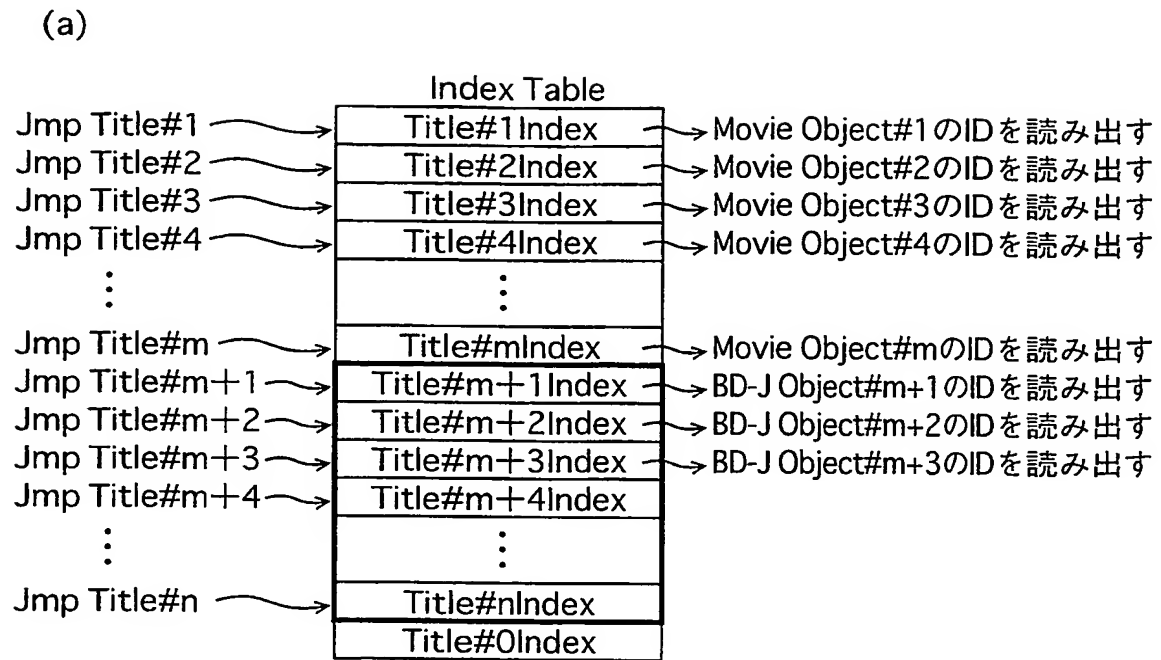 (a)
Index Table
Jmp Title#1 Title#1Index Movie Object#1のIDを読み出す
Jmp Title#2 Title#2Index Movie Object#2のIDを読み出す
Jmp Title#3 Title#3Index Movie Object#3のIDを読み出す
Jmp Title#4 Title#4Index Movie Object#4のIDを読み出す
Jmp Title#m Title#mIndex Movie Object#mのIDを読み出す
Jmp Title#m+1 Title#m+1Index BD-J Object#m+1のIDを読み出す
Jmp Title#m+2 Title#m+2Index BD-J Object#m+2のIDを読み出す
Jmp Title#m+3 Title#m+3Index BD-J Object#m+3のIDを読み出す
Jmp Title#m+4 Title#m+4Index
Jmp Title#n Title#nIndex
Title#0Index